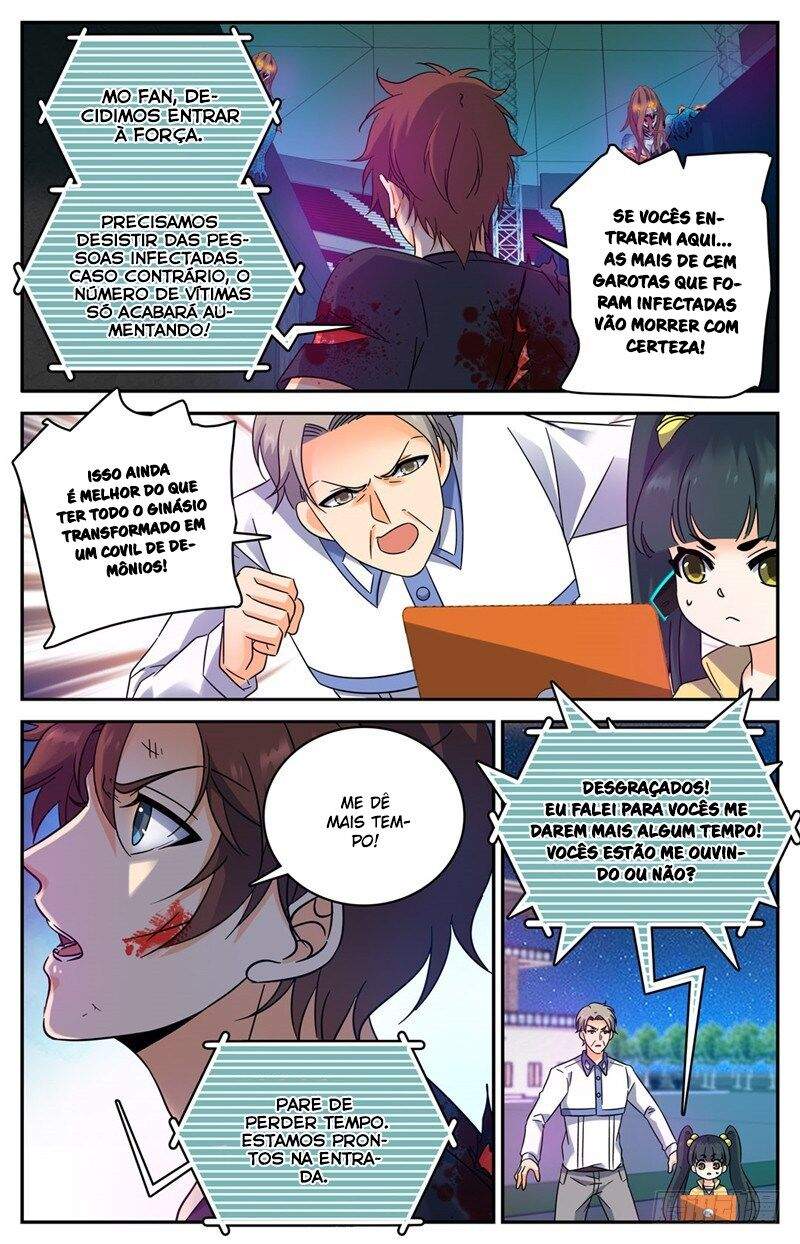 MO FAN, DE-
CIDIMOS ENTRAR
À FORÇA.
PRECISAMOS
DESISTIR DAS PES-
SOAS INFECTADAS.
CASO CONTRÁRIO, O
NÚMERO DE VÍTIMAS
SÓ ACABARÁ AU-
MENTANDO!
SE VOCÊS EN-
TRAREM AQUI...
AS MAIS DE CEM
GAROTAS QUE FO-
RAM INFECTADAS
VÃO MORRER COM
CERTEZA!
ISSO AINDA
É MELHOR DO QUE
TER TODO O GINÁSIO
TRANSFORMADO EM
UM COVIL DE DE-
MÔNIOS!
ME DÊ
MAIS TEM-
PO!
PARE DE
PERDER TEMPO.
ESTAMOS PRON-
TOS NA ENTRA-
DA.
DESGRAÇADOS!
EU FALEI PARA VOCÊS ME
DAREM MAIS ALGUM TEMPO!
VOCÊS ESTÃO ME OUVIN-
DO OU NÃO?